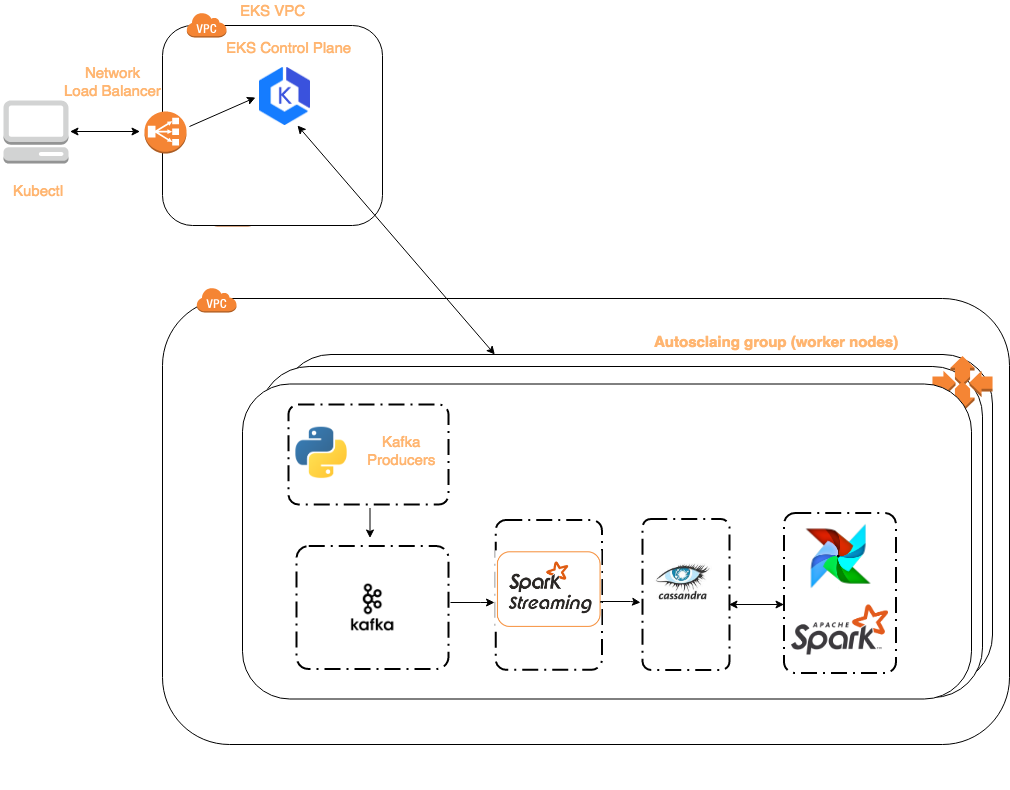 EKS VPC
VPC
EKS Control Plane
Network
Load Balancer
K
Kubectl
VPC
Autosclaing group (worker nodes)
Kafka
Producers
kafka
Spark
Streaming
cassandra
APACHE
Spark